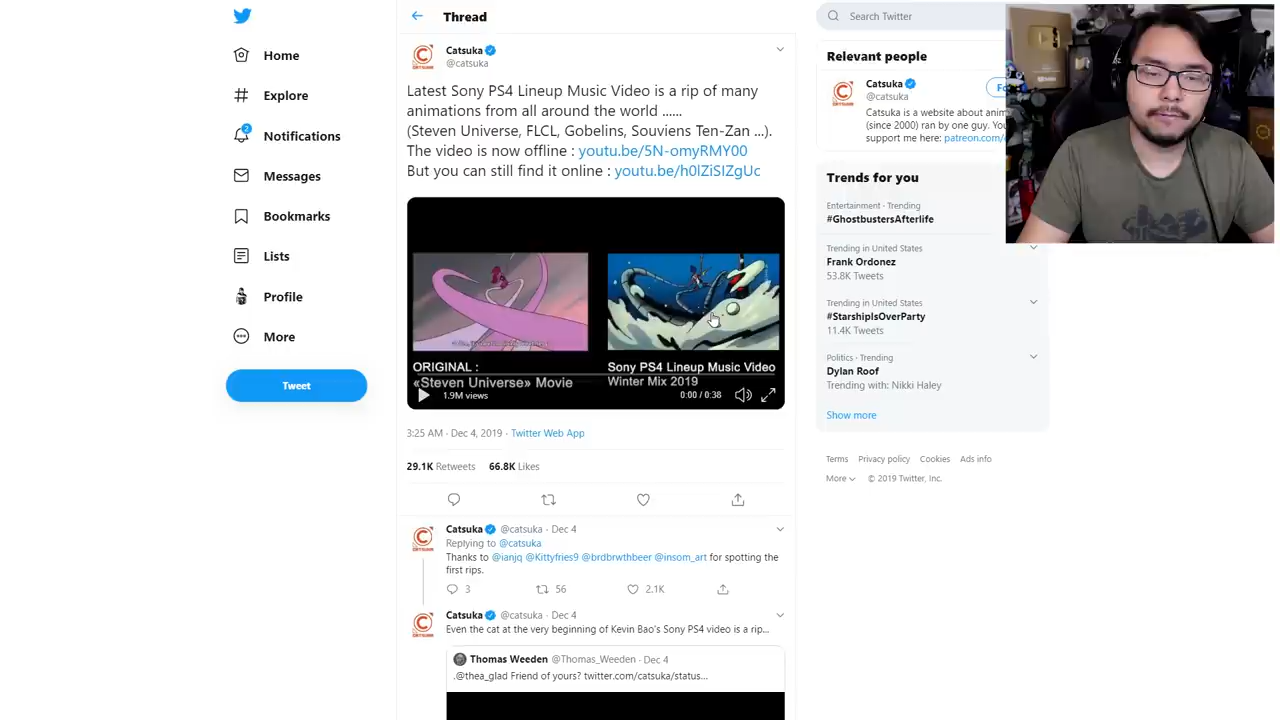 Home
Explore
2
Notifications
Messages
Bookmarks
Lists
Profile
More
Tweet
Thread
Catsuka
@catsuka
Latest Sony PS4 Lineup Music Video is a rip of many
animations from all around the world ......
(Steven Universe, FLCL, Gobelins, Souviens Ten-Zan ...).
The video is now offline : youtu.be/5N-omyRMY00
But you can still find it online : youtu.be/h0lZiSIZgUc
ORIGINAL :
«Steven Universe» Movie
Sony PS4 Lineup Music Video
Winter Mix 2019
1.9M views
0:00 / 0:38
3:25 AM · Dec 4, 2019 · Twitter Web App
29.1K Retweets 66.8K Likes
Catsuka @catsuka · Dec 4
Replying to @catsuka
Thanks to @ianjq @Kittyfries9 @brdbrwthbeer @insom_art for spotting the
first rips.
3 56 2.1K
Catsuka @catsuka · Dec 4
Even the cat at the very beginning of Kevin Bao's Sony PS4 video is a rip...
Thomas Weeden @Thomas_Weeden · Dec 4
.@thea_glad Friend of yours? twitter.com/catsuka/status...
Search Twitter
Relevant people
Catsuka
@catsuka
Catsuka is a website about
(since 2000) ran by one guy.
support me here: patreon.com/
Trends for you
Entertainment · Trending
#GhostbustersAfterlife
Trending in United States
Frank Ordonez
53.8K Tweets
Trending in United States
#StarshipIsOverParty
11.4K Tweets
Politics · Trending
Dylan Roof
Trending with: Nikki Haley
Show more
Terms Privacy policy Cookies Ads info
More © 2019 Twitter, Inc.